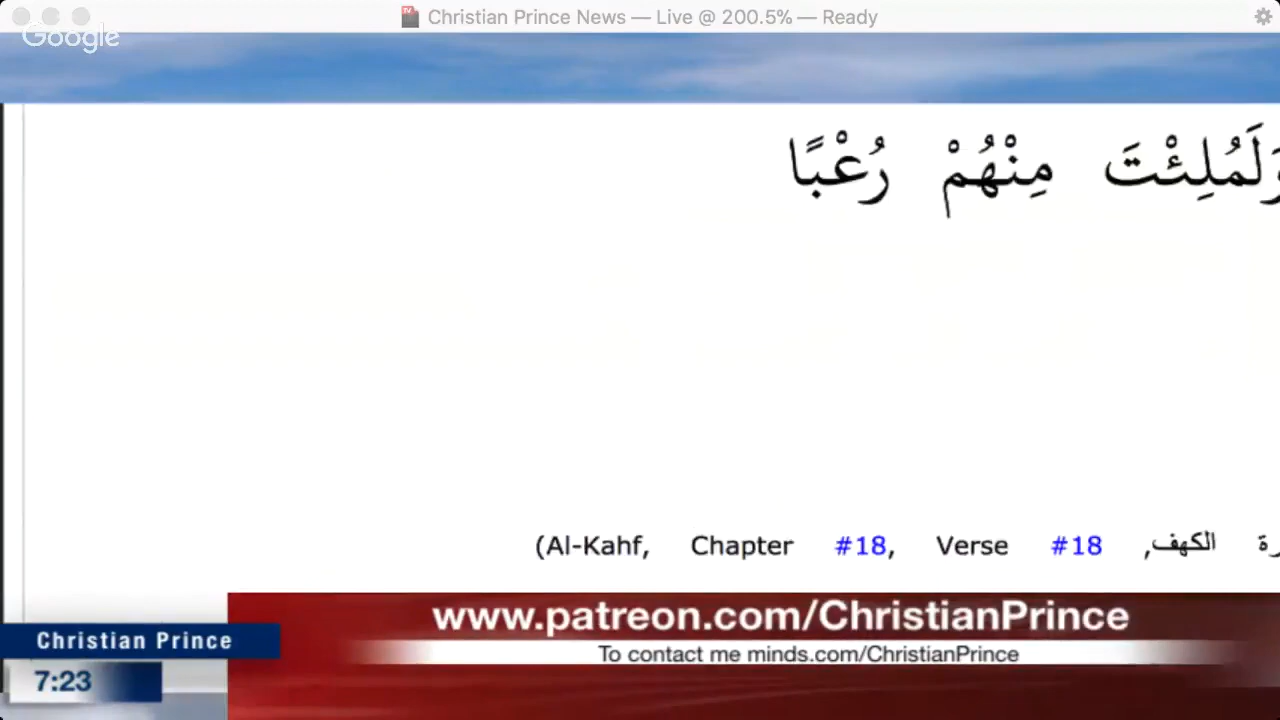 Christian Prince News — Live @ 200.5% — Ready
Google
وَلَمُلِئْتَ مِنْهُمْ رُعْبًا
(Al-Kahf, Chapter #18, Verse #18 الكهف,
www.patreon.com/ChristianPrince
To contact me minds.com/ChristianPrince
Christian Prince
7:23